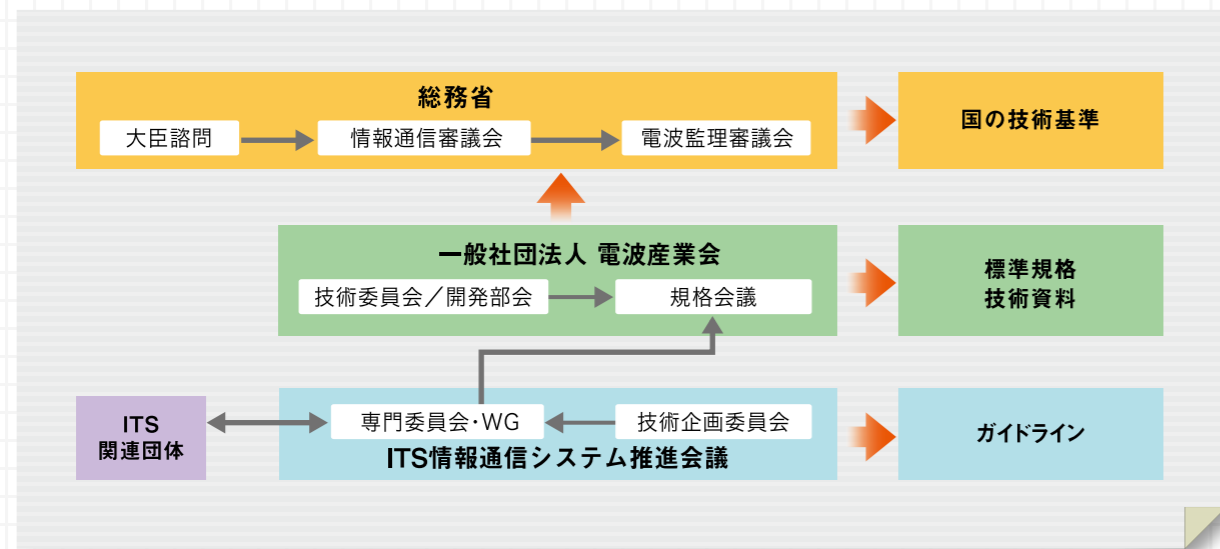 総務省
大臣諮問
情報通信審議会
電波監理審議会
国の技術基準
一般社団法人 電波産業会
技術委員会／開発部会
規格会議
標準規格
技術資料
ITS
関連団体
専門委員会・WG
技術企画委員会
ITS情報通信システム推進会議
ガイドライン